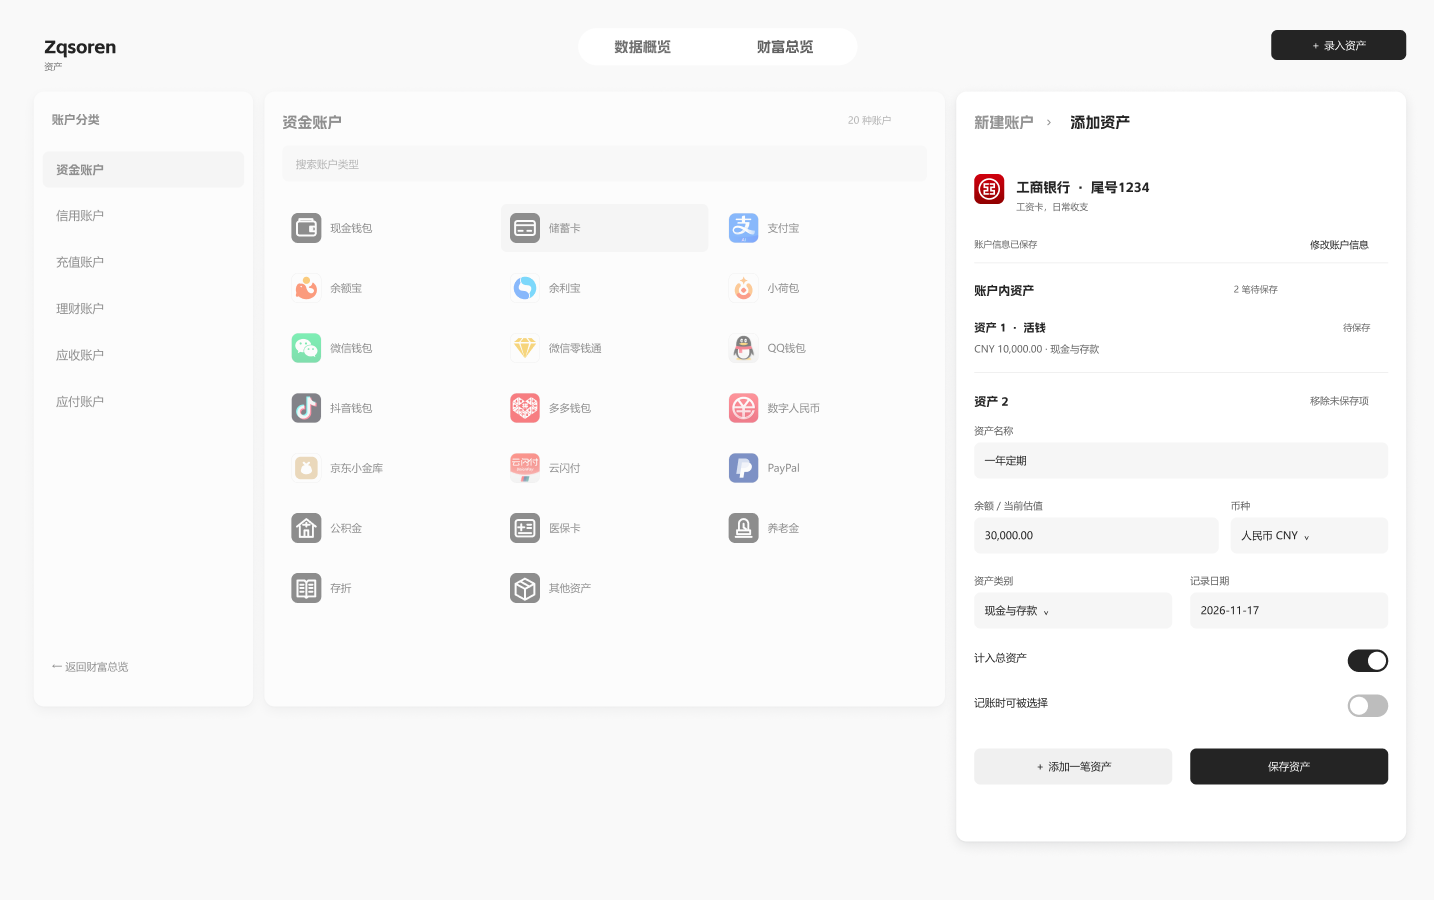 Zqsoren
资产
数据概览
财富总览
+ 录入资产
账户分类
资金账户
信用账户
充值账户
理财账户
应收账户
应付账户
← 返回财富总览
资金账户
20 种账户
搜索账户类型
现金钱包
储蓄卡
支付宝
余额宝
余利宝
小荷包
微信钱包
微信零钱通
QQ钱包
抖音钱包
多多钱包
数字人民币
京东小金库
云闪付
云闪付
PayPal
公积金
医保卡
养老金
存折
其他资产
新建账户 › 添加资产
工商银行 · 尾号1234
工资卡，日常收支
账户信息已保存
修改账户信息
账户内资产
2 笔待保存
资产 1 · 活钱
待保存
CNY 10,000.00 · 现金与存款
资产 2
移除未保存项
资产名称
一年定期
余额 / 当前估值
币种
30,000.00
人民币 CNY ⌄
资产类别
记录日期
现金与存款 ⌄
2026-11-17
计入总资产
记账时可被选择
+ 添加一笔资产
保存资产